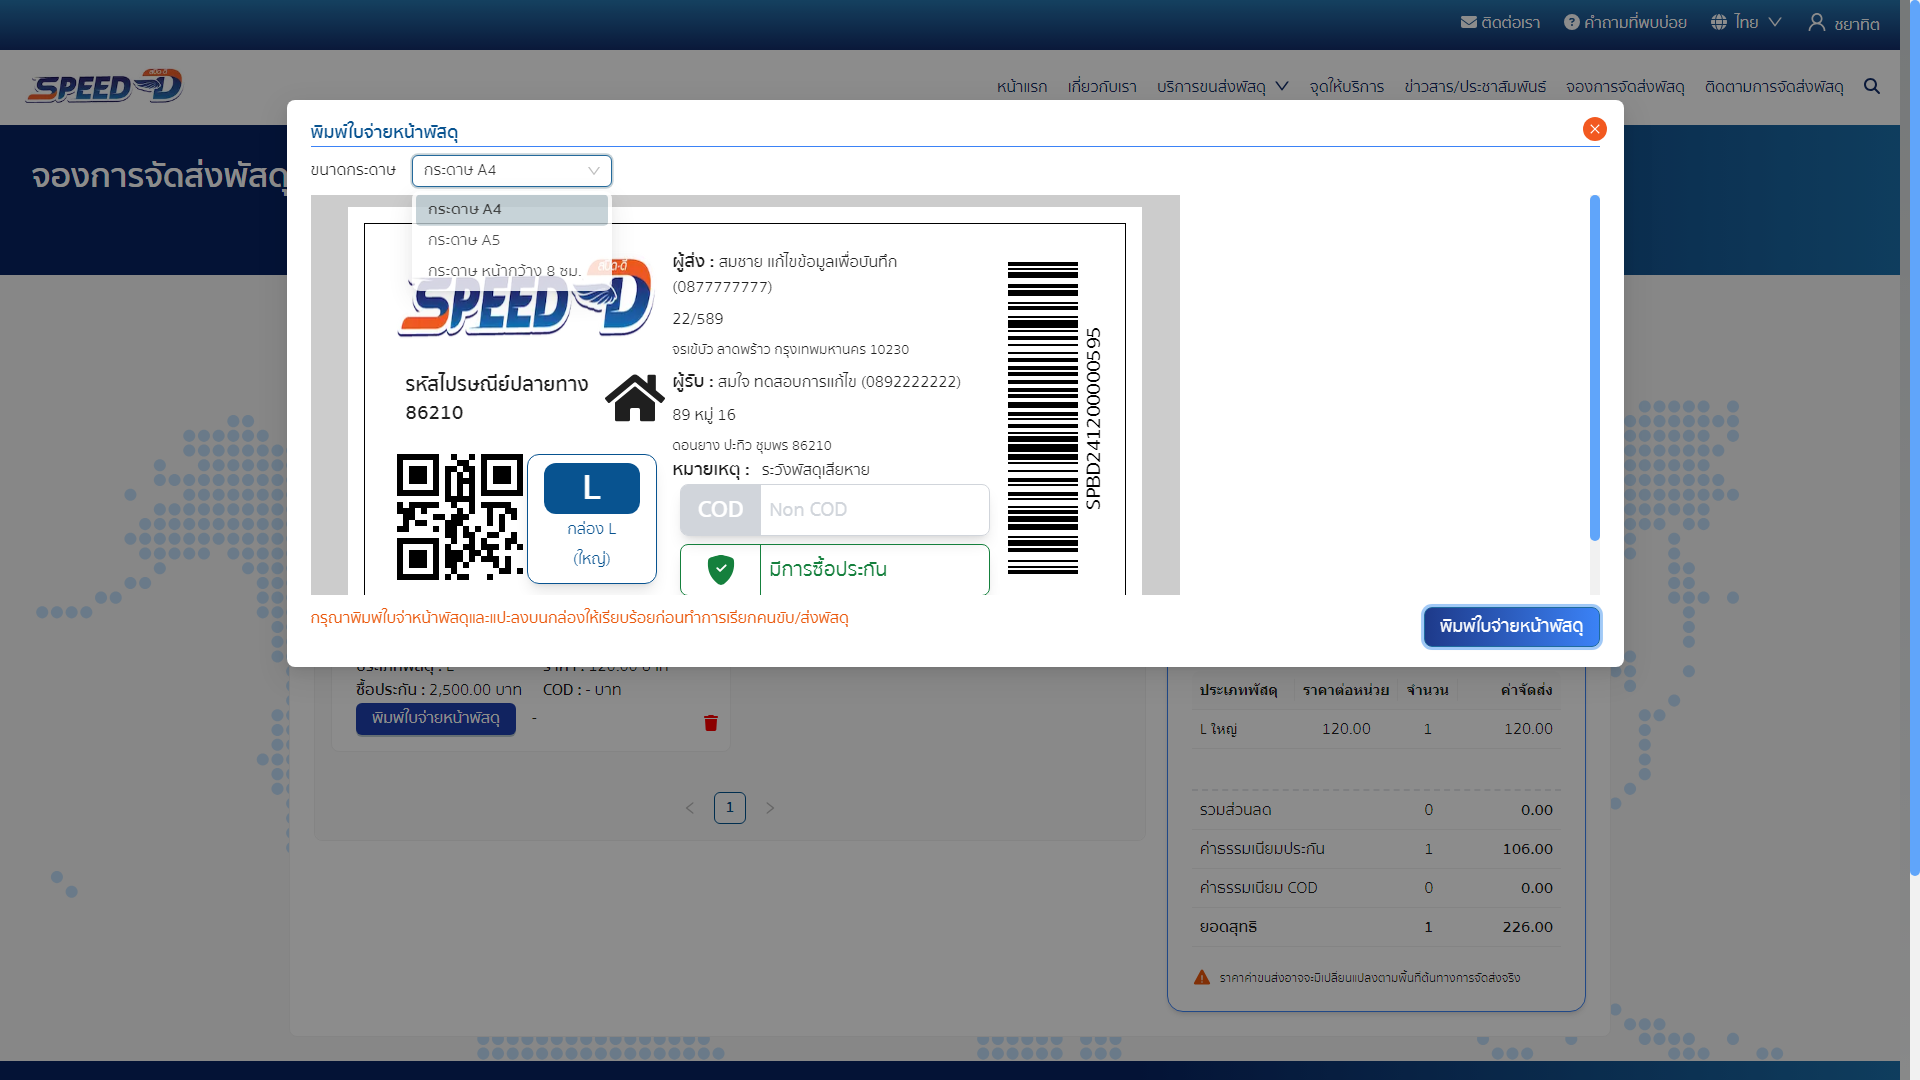 ติดต่อเรา
คำถามที่พบบ่อย
ไทย
ชยาทิต
สปีด-ดี
SPEED-D
หน้าแรก
เกี่ยวกับเรา
บริการขนส่งพัสดุ
จุดให้บริการ
ข่าวสาร/ประชาสัมพันธ์
จองการจัดส่งพัสดุ
ติดตามการจัดส่งพัสดุ
จองการจัดส่งพัสดุ
พิมพ์ใบจ่ายหน้าพัสดุ
ขนาดกระดาษ
กระดาษ A4
กระดาษ A4
กระดาษ A5
กระดาษ หน้ากว้าง 8 ซม.
สปีด-ดี
SPEED-D
ผู้ส่ง : สมชาย แก้ไขข้อมูลเพื่อบันทึก
(0877777777)
22/589
จรเข้บัว ลาดพร้าว กรุงเทพมหานคร 10230
รหัสไปรษณีย์ปลายทาง
86210
ผู้รับ : สมใจ ทดสอบการแก้ไข (0892222222)
89 หมู่ 16
ดอนยาง ปะทิว ชุมพร 86210
หมายเหตุ : ระวังพัสดุเสียหาย
L
กล่อง L
(ใหญ่)
COD Non COD
มีการซื้อประกัน
SPBD241200000595
กรุณาพิมพ์ใบจ่าหน้าพัสดุและแปะลงบนกล่องให้เรียบร้อยก่อนทำการเรียกคนขับ/ส่งพัสดุ
พิมพ์ใบจ่ายหน้าพัสดุ
ประเภทพัสดุ : L ราคา : 120.00 บาท
ซื้อประกัน : 2,500.00 บาท COD : - บาท
พิมพ์ใบจ่ายหน้าพัสดุ -
1
ประเภทพัสดุ ราคาต่อหน่วย จำนวน ค่าจัดส่ง
L ใหญ่ 120.00 1 120.00
รวมส่วนลด 0 0.00
ค่าธรรมเนียมประกัน 1 106.00
ค่าธรรมเนียม COD 0 0.00
ยอดสุทธิ 1 226.00
ราคาค่าขนส่งอาจจะมีเปลี่ยนแปลงตามพื้นที่ต้นทางการจัดส่งจริง